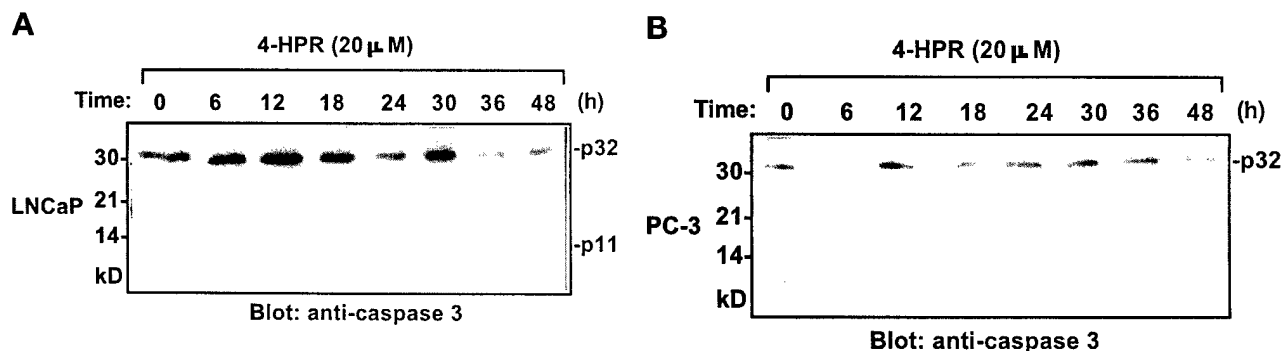 A
4-HPR (20 µM)
Time: 0 6 12 18 24 30 36 48 (h)
30- -p32
LNCaP 21-
14- -p11
kD
Blot: anti-caspase 3
B
4-HPR (20 µM)
Time: 0 6 12 18 24 30 36 48 (h)
30- -p32
21-
PC-3
14-
kD
Blot: anti-caspase 3